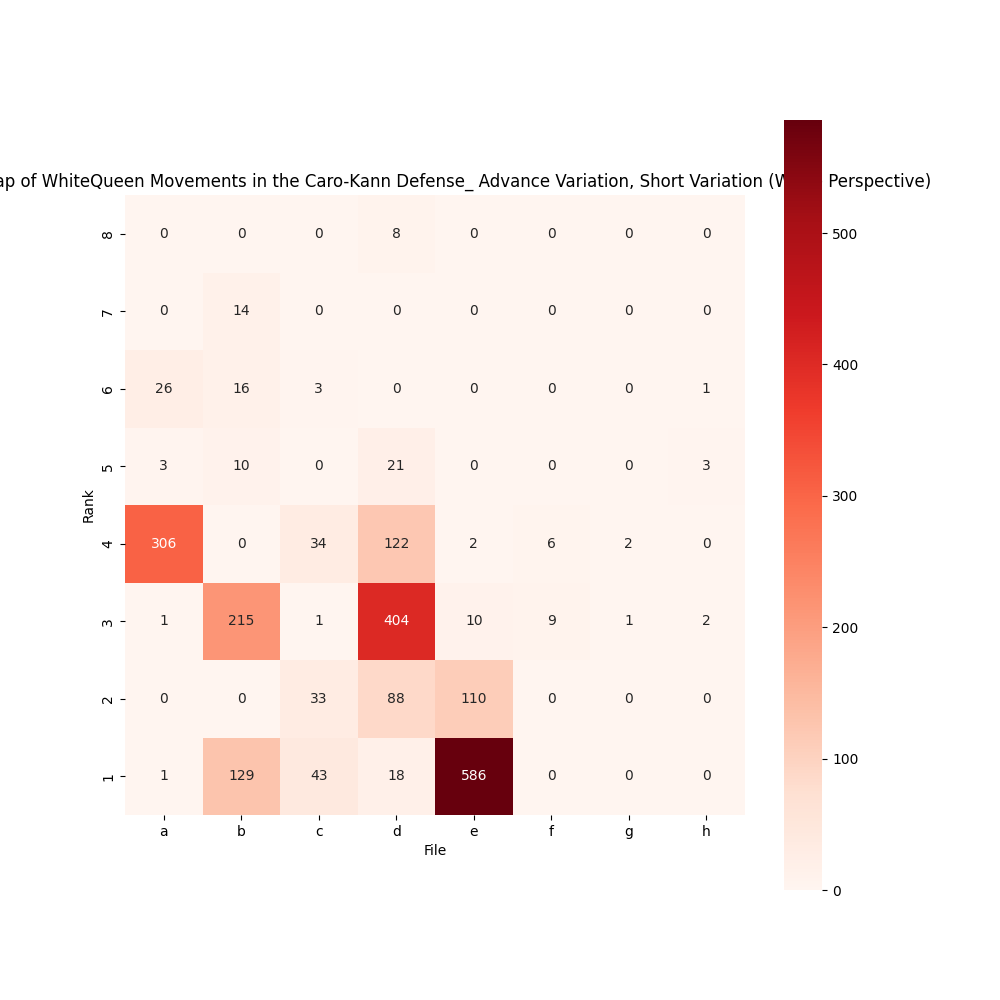 of WhiteQueen Movements in the Caro-Kann Defense_ Advance Variation, Short Variation ( Perspective)
8 0 0 0 8 0 0 0 0
7 0 14 0 0 0 0 0 0
6 26 16 3 0 0 0 0 1
5 3 10 0 21 0 0 0 3
4 306 0 34 122 2 6 2 0
3 1 215 1 404 10 9 1 2
2 0 0 33 88 110 0 0 0
1 1 129 43 18 586 0 0 0
a b c d e f g h
File
Rank
500
400
300
200
100
0